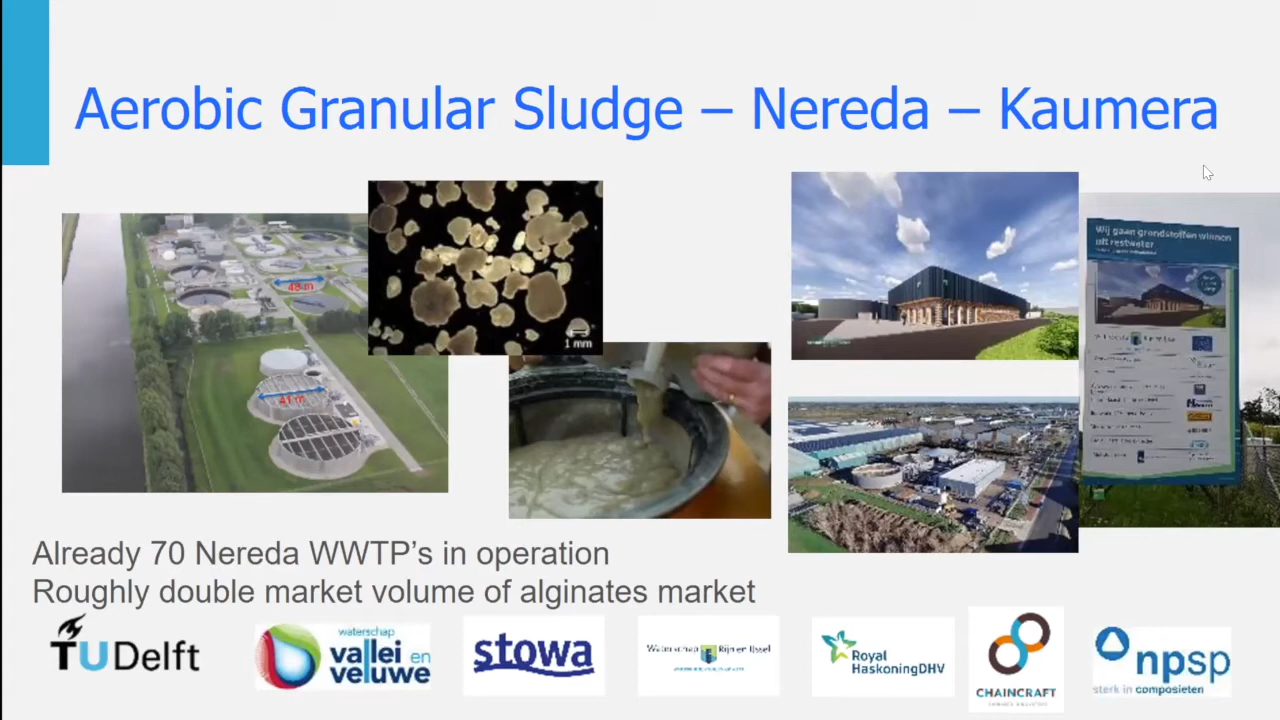 Aerobic Granular Sludge – Nereda – Kaumera
48 m
41 m
1 mm
Wij gaan grondstoffen winnen
uit restwater
Already 70 Nereda WWTP’s in operation
Roughly double market volume of alginates market
TUDelft
waterschap
vallei en
veluwe
stowa
Waterschap Rijn en IJssel
Royal
HaskoningDHV
CHAINCRAFT
npsp
sterk in composieten